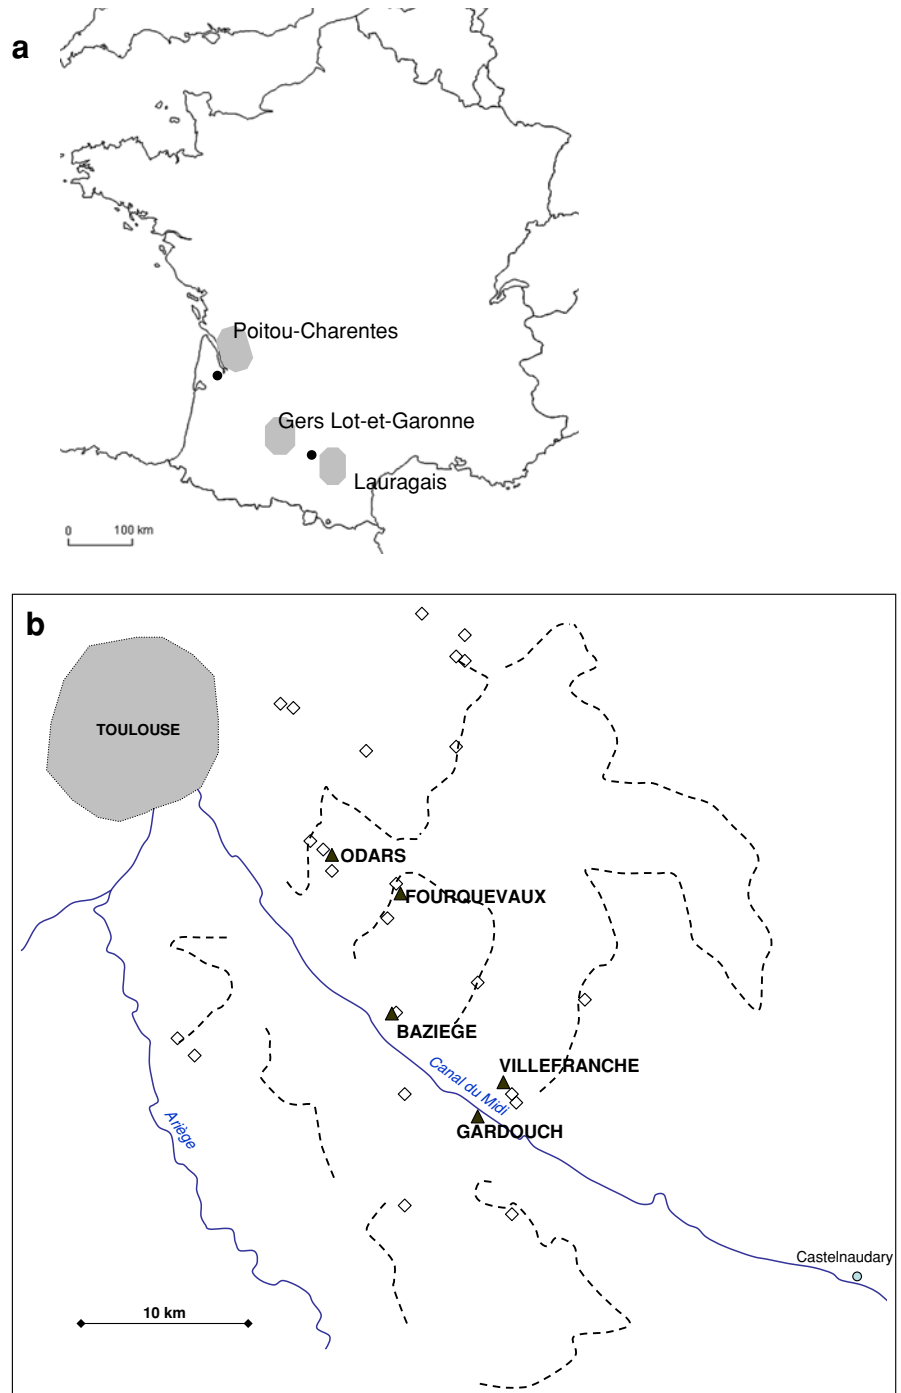 a
Poitou-Charentes
Gers Lot-et-Garonne
Lauragais
0 100 km
b
TOULOUSE
ODARS
FOURQUEVAUX
BAZIEGE
VILLEFRANCHE
Canal du Midi
GARDOUCH
Ariège
Castelnaudary
10 km